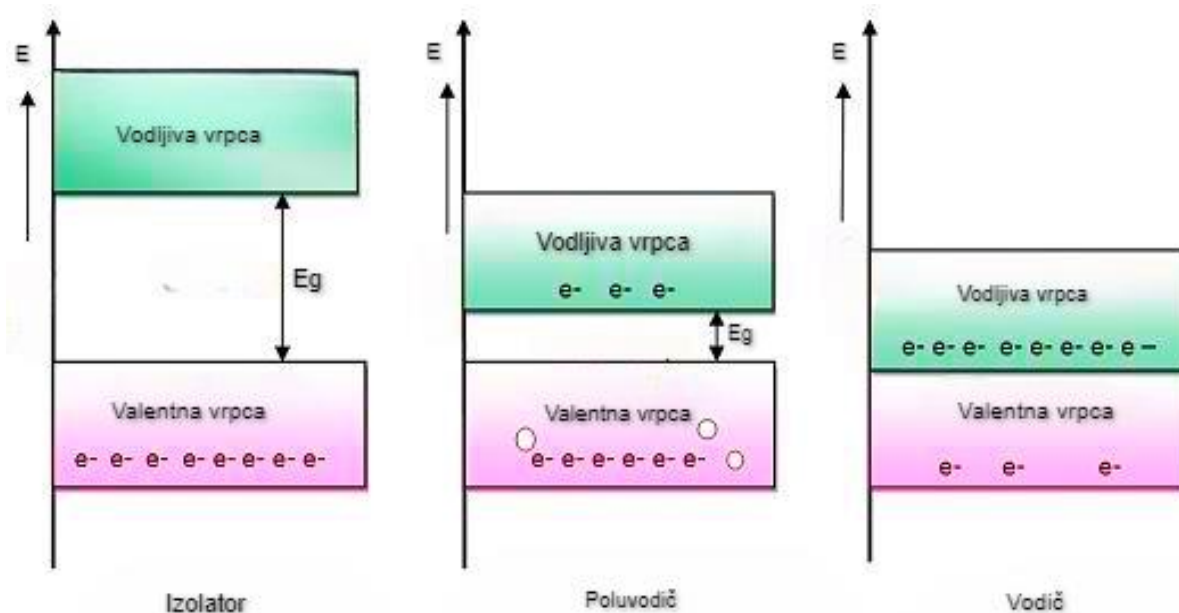 E
Vodljiva vrpca
Eg
Valentna vrpca
e- e- e- e- e- e- e- e-
Izolator
E
Vodljiva vrpca
e- e- e-
Eg
Valentna vrpca
e- e- e- e- e- e-
Poluvodič
E
Vodljiva vrpca
e- e- e- e- e- e- e- e –
Valentna vrpca
e- e- e-
Vodič